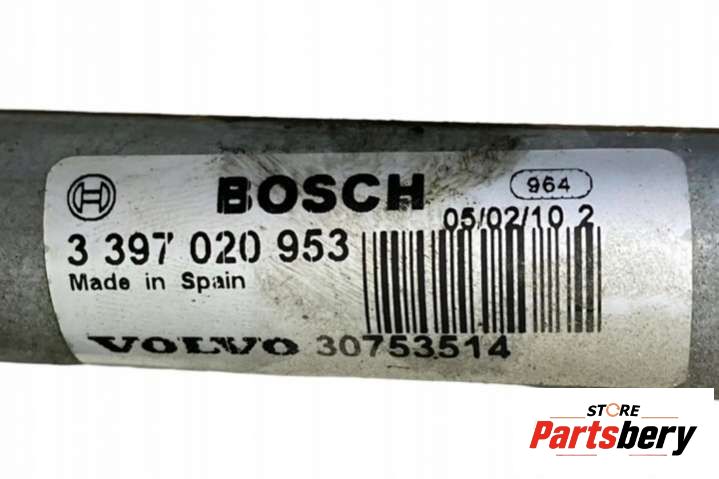 BOSCH 964
05/02/10 2
3 397 020 953
Made in Spain
VOLVO 30753514
STORE
Partsbery